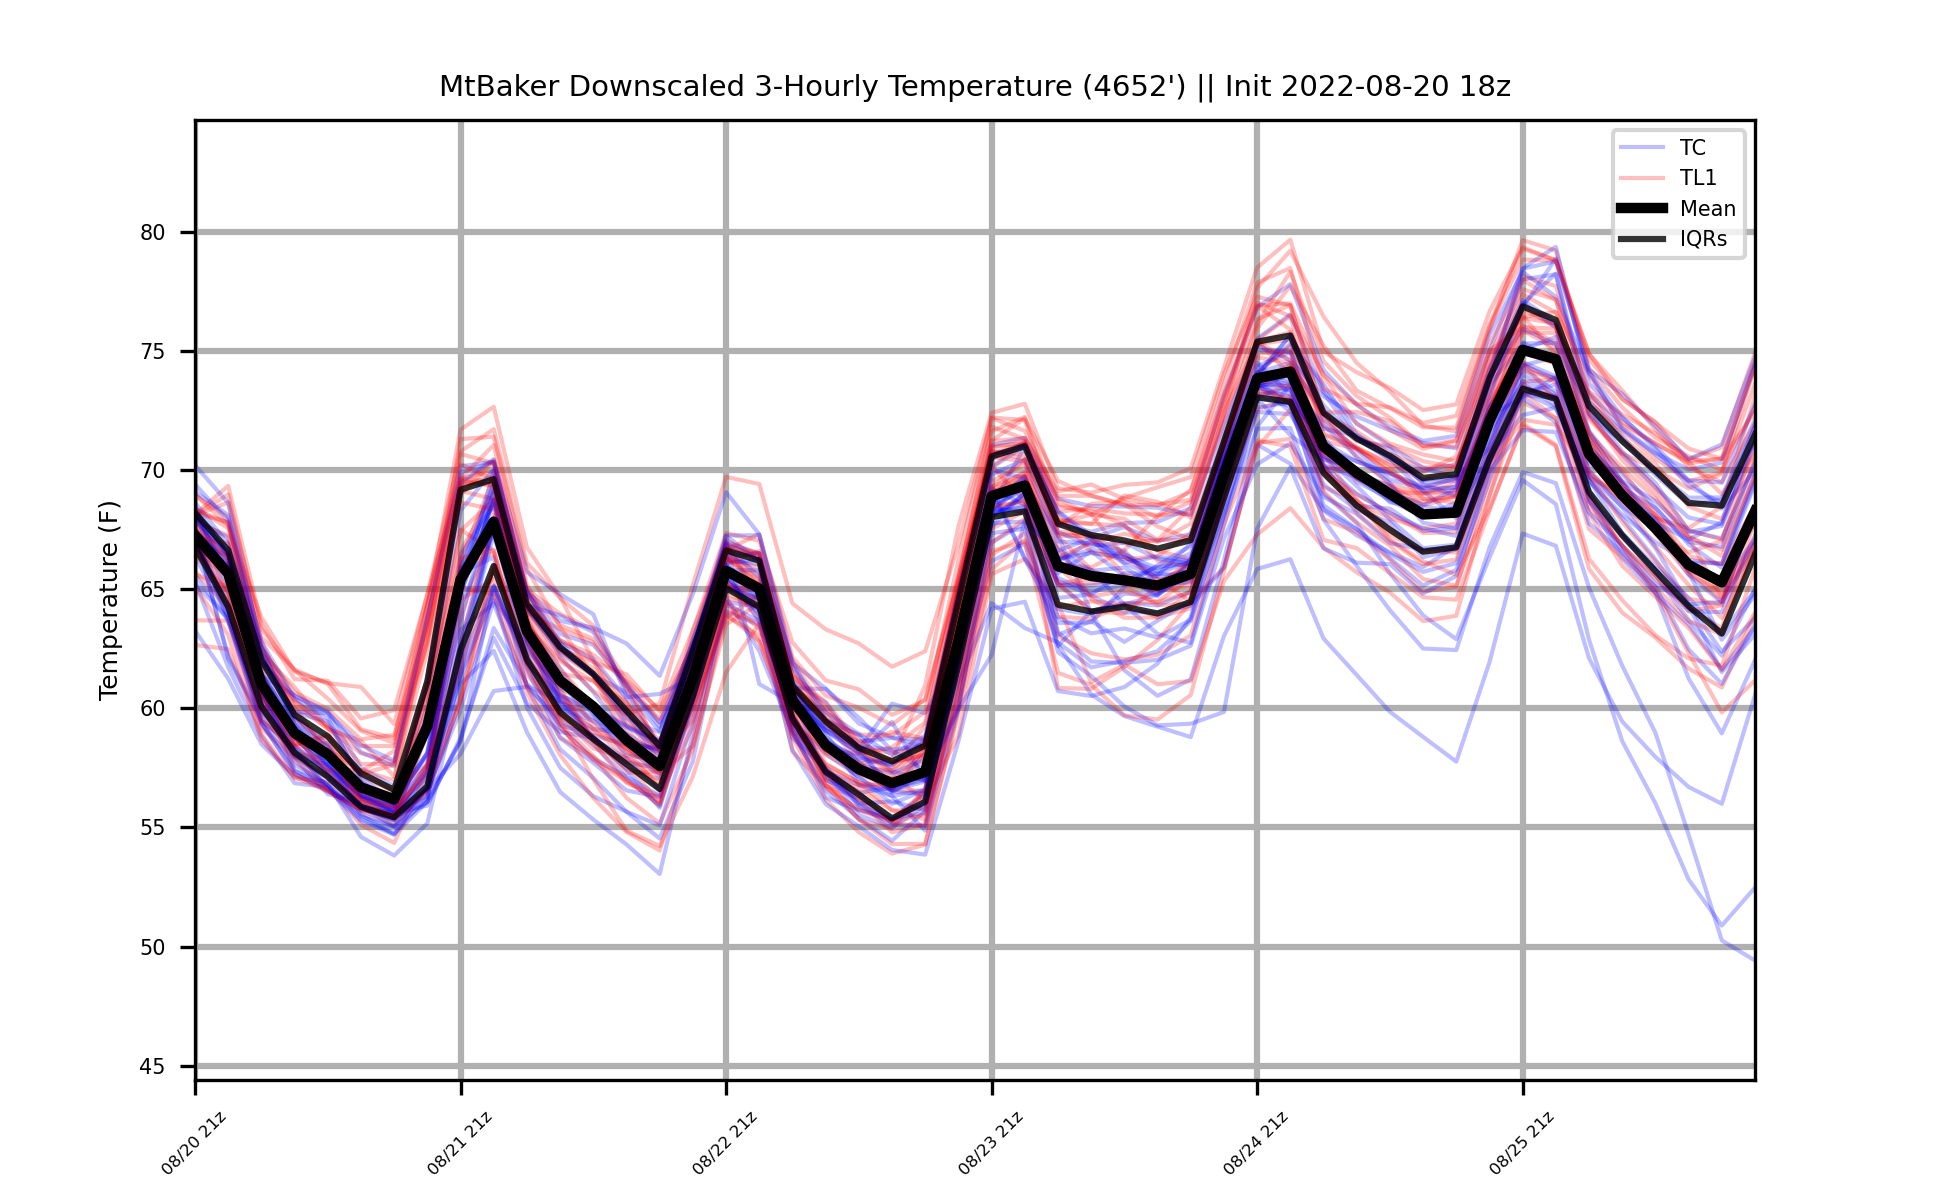 MtBaker Downscaled 3-Hourly Temperature (4652') || Init 2022-08-20 18z
TC
TL1
Mean
IQRs
Temperature (F)
80
75
70
65
60
55
50
45
08/20 21z
08/21 21z
08/22 21z
08/23 21z
08/24 21z
08/25 21z